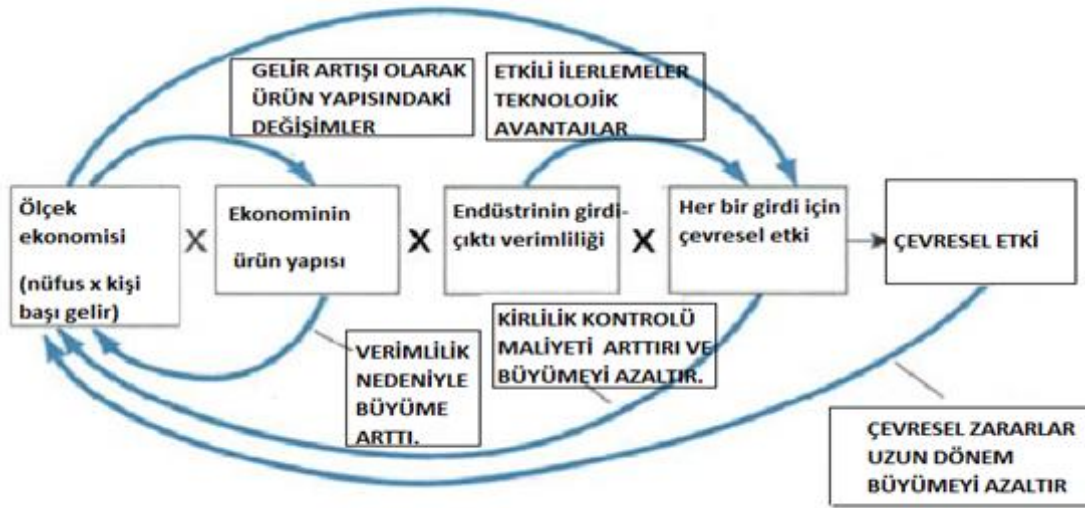 GELİR ARTIŞI OLARAK
ÜRÜN YAPISINDAKİ
DEĞİŞİMLER
ETKİLİ İLERLEMELER
TEKNOLOJİK
AVANTAJLAR
Ölçek
ekonomisi
(nüfus x kişi
başı gelir)
X
Ekonominin
ürün yapısı
X
Endüstrinin girdi-
çıktı verimliliği
X
Her bir girdi için
çevresel etki
ÇEVRESEL ETKİ
VERİMLİLİK
NEDENİYLE
BÜYÜME
ARTTI.
KİRLİLİK KONTROLÜ
MALİYETİ ARTTIRI VE
BÜYÜMEYİ AZALTIR.
ÇEVRESEL ZARARLAR
UZUN DÖNEM
BÜYÜMEYİ AZALTIR